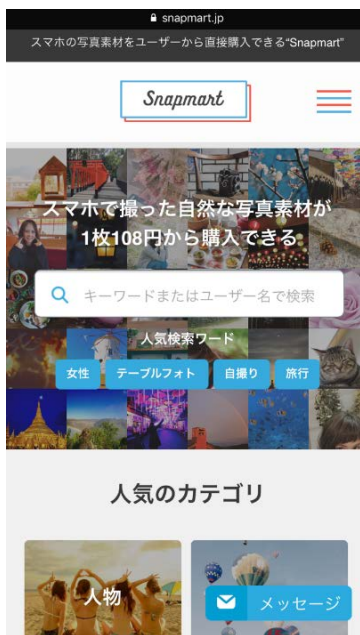 snapmart.jp
スマホの写真素材をユーザーから直接購入できる“Snapmart”
Snapmart
スマホで撮った自然な写真素材が
1枚108円から購入できる
キーワードまたはユーザー名で検索
人気検索ワード
女性 テーブルフォト 自撮り 旅行
人気のカテゴリ
人物
メッセージ